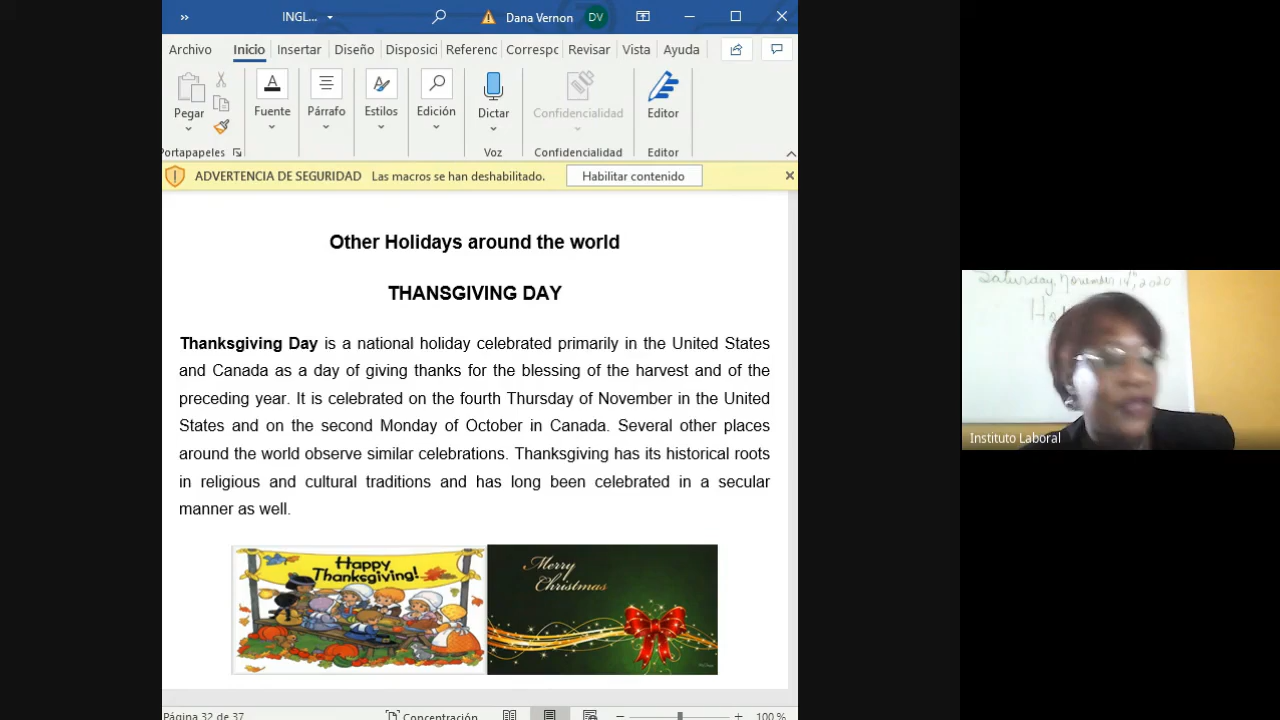 INGL...
Dana Vernon
DV
Archivo Inicio Insertar Diseño Disposici Referenc Correspc Revisar Vista Ayuda
Pegar
Fuente
Párrafo
Estilos
Edición
Dictar
Confidencialidad
Editor
Portapapeles
Voz
Confidencialidad
Editor
ADVERTENCIA DE SEGURIDAD Las macros se han deshabilitado. Habilitar contenido
Other Holidays around the world
THANSGIVING DAY
Thanksgiving Day is a national holiday celebrated primarily in the United States
and Canada as a day of giving thanks for the blessing of the harvest and of the
preceding year. It is celebrated on the fourth Thursday of November in the United
States and on the second Monday of October in Canada. Several other places
around the world observe similar celebrations. Thanksgiving has its historical roots
in religious and cultural traditions and has long been celebrated in a secular
manner as well.
Happy
Thanksgiving!
Merry
Christmas
Página 32 de 37
Concentración
100 %
Saturday, November 14th, 2020
Instituto Laboral